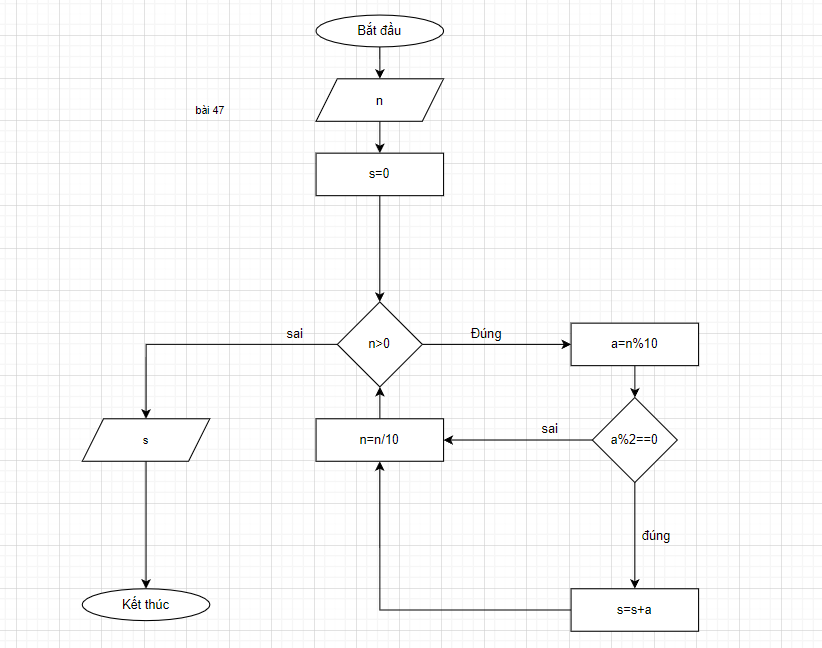 Bắt đầu
n
bài 47
s=0
n>0
sai
Đúng
a=n%10
s
n=n/10
sai
a%2==0
đúng
Kết thúc
s=s+a